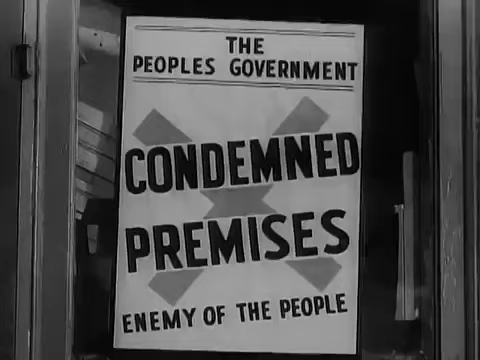 THE
PEOPLES GOVERNMENT
CONDEMNED
PREMISES
ENEMY OF THE PEOPLE